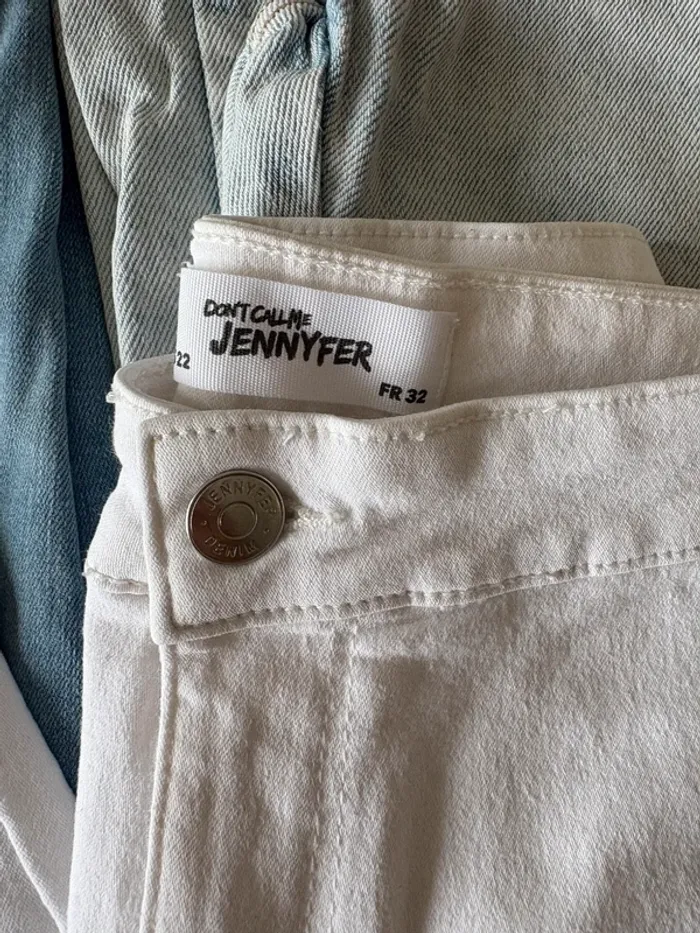 DON'T CALL ME
JENNYFER
22
FR 32
JENNYFER
DENIM